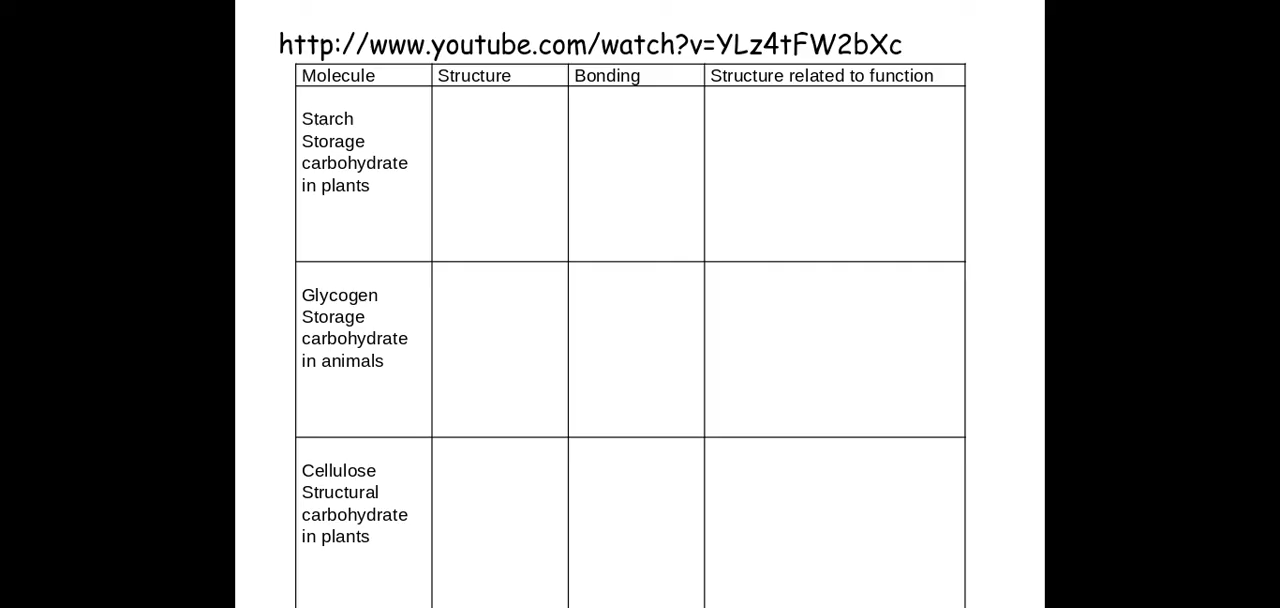 http://www.youtube.com/watch?v=YLz4tFW2bXc
Molecule Structure Bonding Structure related to function
Starch
Storage
carbohydrate
in plants
Glycogen
Storage
carbohydrate
in animals
Cellulose
Structural
carbohydrate
in plants